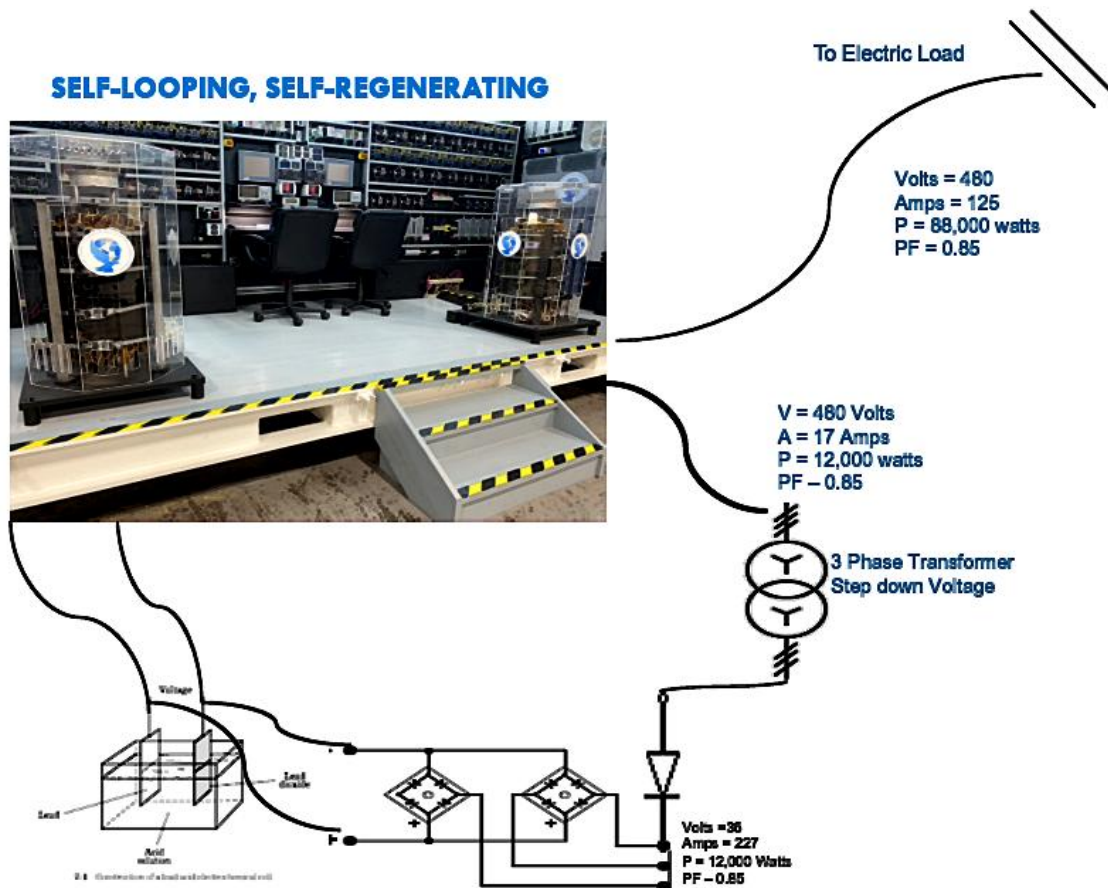 To Electric Load
SELF-LOOPING, SELF-REGENERATING
Volts = 480
Amps = 125
P = 88,000 watts
PF = 0.85
V = 480 Volts
A = 17 Amps
P = 12,000 watts
PF – 0.85
3 Phase Transformer
Step down Voltage
Voltage
Lead
dioxide
Lead
Acid
solution
Volts =36
Amps = 227
P = 12,000 Watts
PF – 0.85